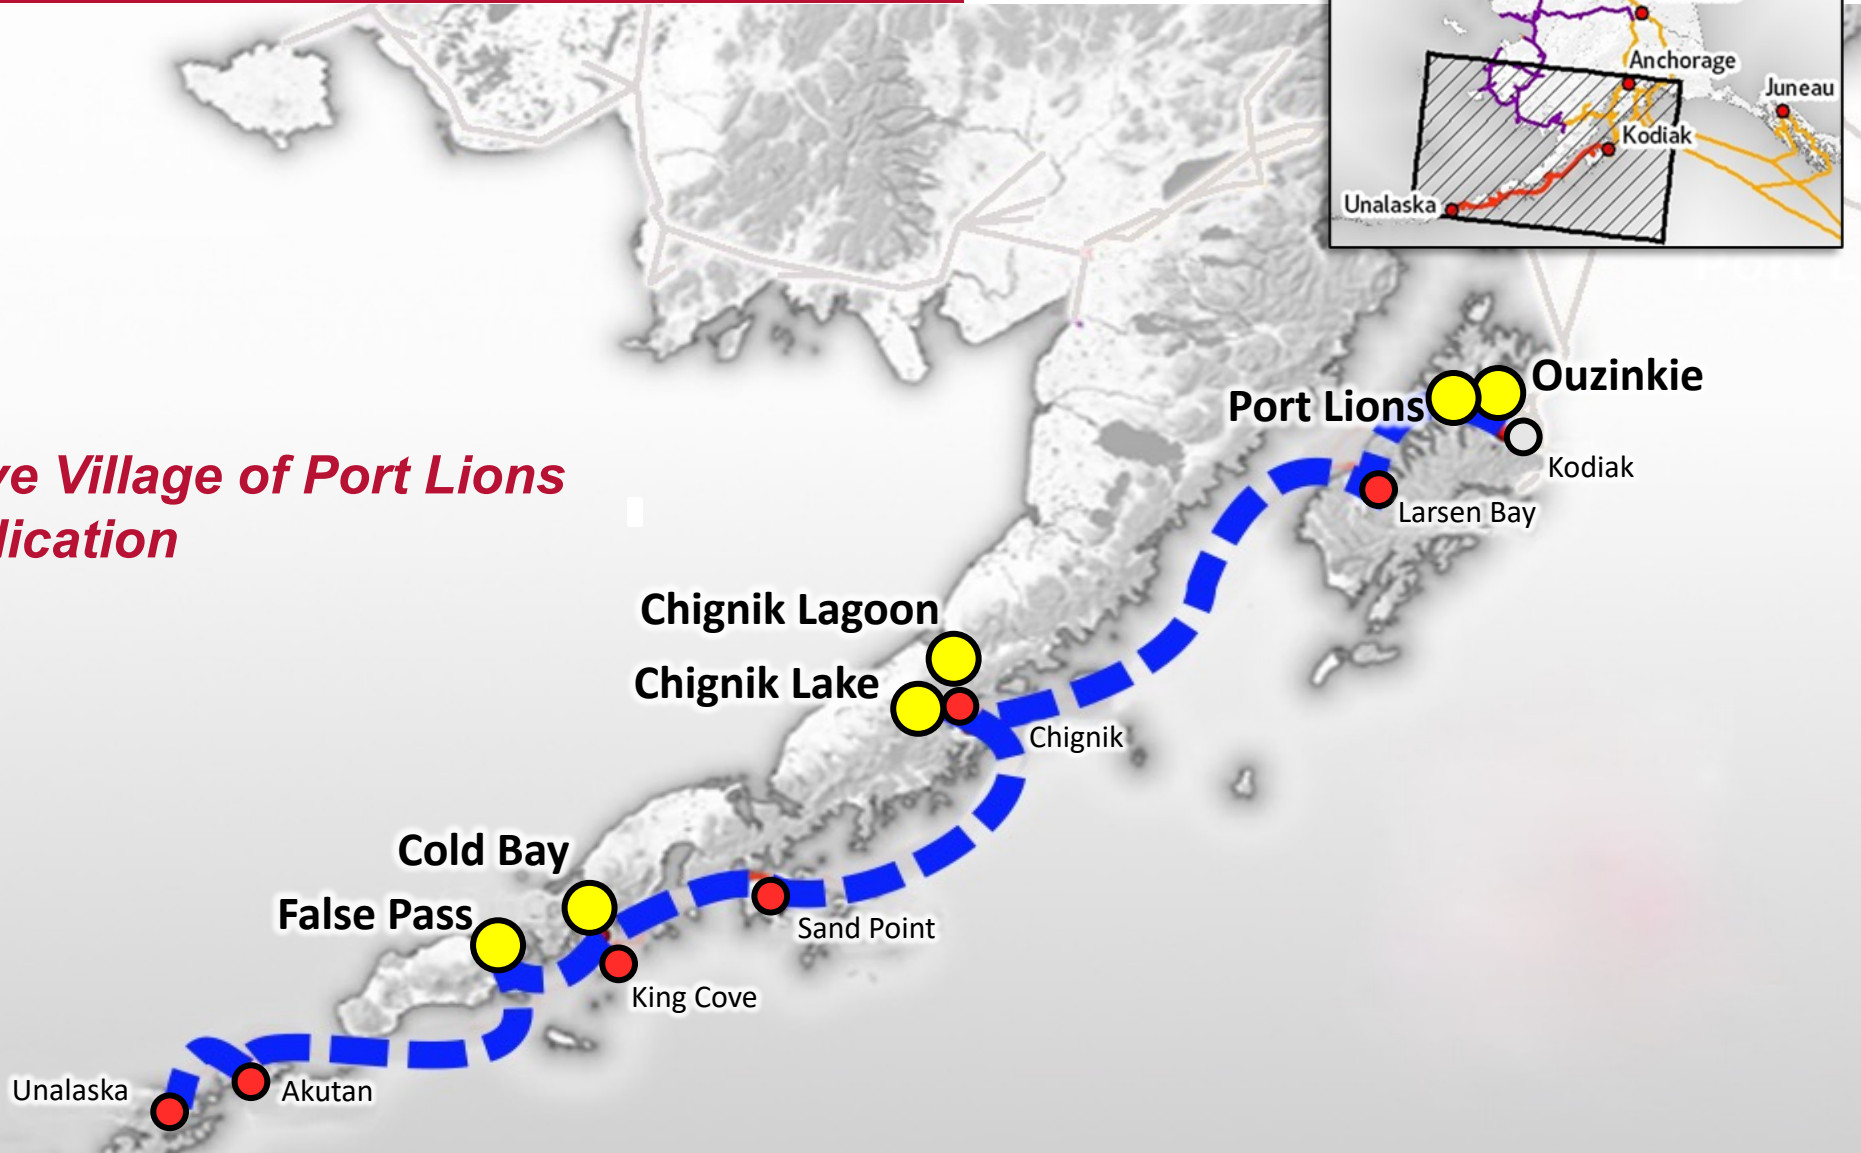 Anchorage
Juneau
Kodiak
Unalaska
Ouzinkie
Port Lions
Kodiak
Larsen Bay
ve Village of Port Lions
lication
Chignik Lagoon
Chignik Lake
Chignik
Cold Bay
False Pass
Sand Point
King Cove
Unalaska
Akutan